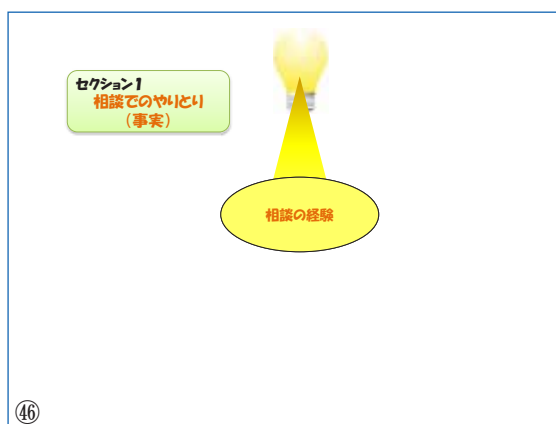 セクション1
相談でのやりとり
(事実)
相談の経験
㊻